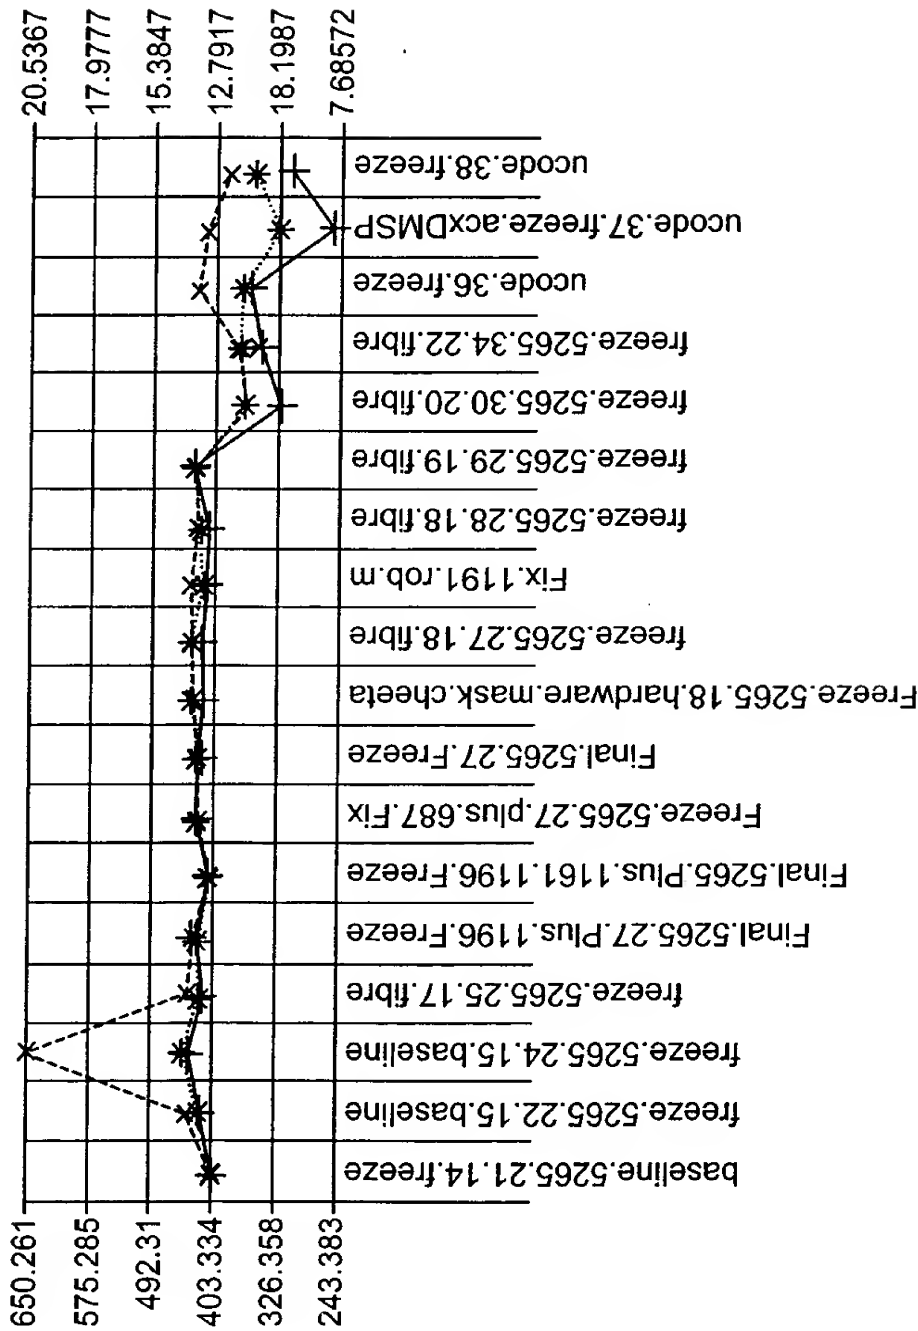 20.5367
17.9777
15.3847
12.7917
18.1987
7.68572
ucode.38.freeze
ucode.37.freeze.acxDMSP
ucode.36.freeze
freeze.5265.34.22.fibre
freeze.5265.30.20.fibre
freeze.5265.29.19.fibre
freeze.5265.28.18.fibre
Fix.1191.rob.m
freeze.5265.27.18.fibre
Freeze.5265.18.hardware.mask.cheeta
Final.5265.27.Freeze
Freeze.5265.27.plus.687.Fix
Final.5265.Plus.1161.1196.Freeze
Final.5265.27.Plus.1196.Freeze
freeze.5265.25.17.fibre
freeze.5265.24.15.baseline
freeze.5265.22.15.baseline
baseline.5265.21.14.freeze
650.261
575.285
492.31
403.334
326.358
243.383